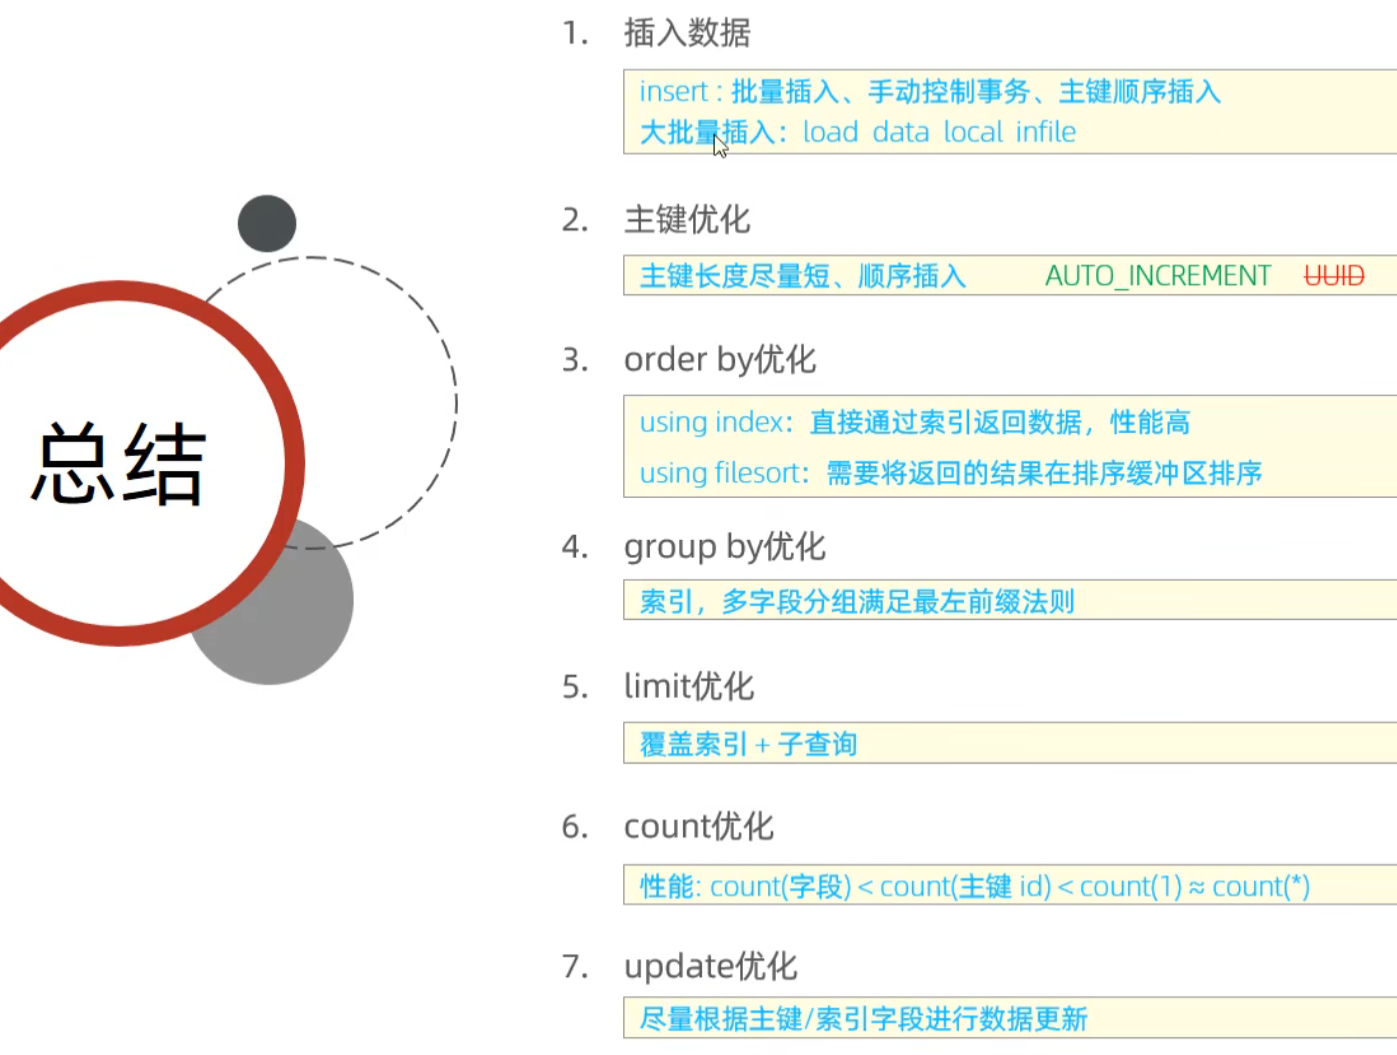 总结
1. 插入数据
insert : 批量插入、手动控制事务、主键顺序插入
大批量插入：load data local infile
2. 主键优化
主键长度尽量短、顺序插入 AUTO_INCREMENT UUID
3. order by优化
using index：直接通过索引返回数据，性能高
using filesort：需要将返回的结果在排序缓冲区排序
4. group by优化
索引，多字段分组满足最左前缀法则
5. limit优化
覆盖索引 + 子查询
6. count优化
性能: count(字段) < count(主键 id) < count(1) ≈ count(*)
7. update优化
尽量根据主键/索引字段进行数据更新